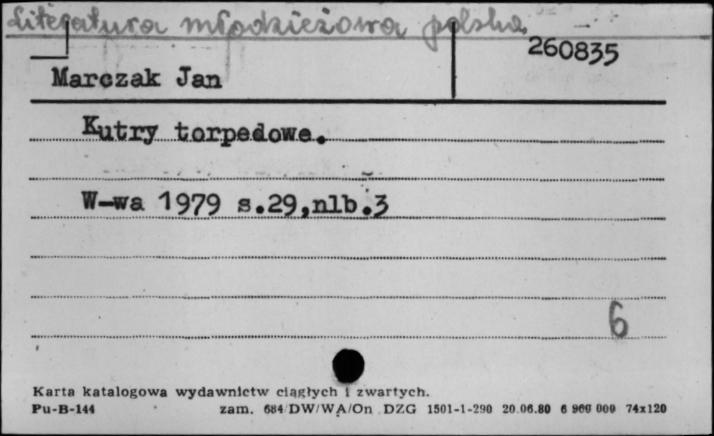 Literatura młodzieżowa polska
260835
Marczak Jan
Kutry torpedowe.
W-wa 1979 s.29,nlb.3
6
Karta katalogowa wydawnictw ciągłych i zwartych.
Pu-B-144 zam. 684/DW/WA/On DZG 1501-1-290 20.06.80 6 960 000 74x120